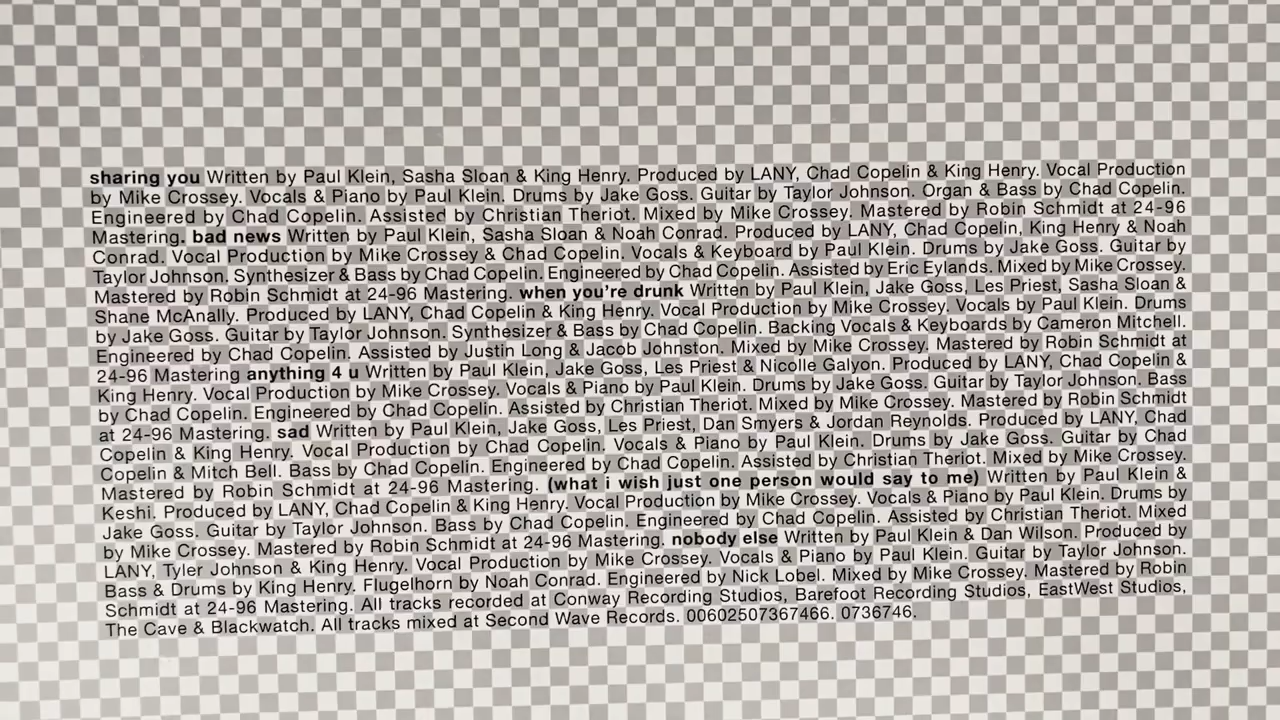 sharing you Written by Paul Klein, Sasha Sloan & King Henry. Produced by LANY, Chad Copelin & King Henry. Vocal Production
by Mike Crossey. Vocals & Piano by Paul Klein. Drums by Jake Goss. Guitar by Taylor Johnson. Organ & Bass by Chad Copelin.
Engineered by Chad Copelin. Assisted by Christian Theriot. Mixed by Mike Crossey. Mastered by Robin Schmidt at 24-96
Mastering. bad news Written by Paul Klein, Sasha Sloan & Noah Conrad. Produced by LANY, Chad Copelin, King Henry & Noah
Conrad. Vocal Production by Mike Crossey & Chad Copelin. Vocals & Keyboard by Paul Klein. Drums by Jake Goss. Guitar by
Taylor Johnson. Synthesizer & Bass by Chad Copelin. Engineered by Chad Copelin. Assisted by Eric Eylands. Mixed by Mike Crossey.
Mastered by Robin Schmidt at 24-96 Mastering. when you're drunk Written by Paul Klein, Jake Goss, Les Priest, Sasha Sloan &
Shane McAnally. Produced by LANY, Chad Copelin & King Henry. Vocal Production by Mike Crossey. Vocals by Paul Klein. Drums
by Jake Goss. Guitar by Taylor Johnson. Synthesizer & Bass by Chad Copelin. Backing Vocals & Keyboards by Cameron Mitchell.
Engineered by Chad Copelin. Assisted by Justin Long & Jacob Johnston. Mixed by Mike Crossey. Mastered by Robin Schmidt at
24-96 Mastering anything 4 u Written by Paul Klein, Jake Goss, Les Priest & Nicolle Galyon. Produced by LANY, Chad Copelin &
King Henry. Vocal Production by Mike Crossey. Vocals & Piano by Paul Klein. Drums by Jake Goss. Guitar by Taylor Johnson. Bass
by Chad Copelin. Engineered by Chad Copelin. Assisted by Christian Theriot. Mixed by Mike Crossey. Mastered by Robin Schmidt
at 24-96 Mastering. sad Written by Paul Klein, Jake Goss, Les Priest, Dan Smyers & Jordan Reynolds. Produced by LANY, Chad
Copelin & King Henry. Vocal Production by Chad Copelin. Vocals & Piano by Paul Klein. Drums by Jake Goss. Guitar by Chad
Copelin & Mitch Bell. Bass by Chad Copelin. Engineered by Chad Copelin. Assisted by Christian Theriot. Mixed by Mike Crossey.
Mastered by Robin Schmidt at 24-96 Mastering. (what i wish just one person would say to me) Written by Paul Klein &
Keshi. Produced by LANY, Chad Copelin & King Henry. Vocal Production by Mike Crossey. Vocals & Piano by Paul Klein. Drums by
Jake Goss. Guitar by Taylor Johnson. Bass by Chad Copelin. Engineered by Chad Copelin. Assisted by Christian Theriot. Mixed
by Mike Crossey. Mastered by Robin Schmidt at 24-96 Mastering. nobody else Written by Paul Klein & Dan Wilson. Produced by
LANY, Tyler Johnson & King Henry. Vocal Production by Mike Crossey. Vocals & Piano by Paul Klein. Guitar by Taylor Johnson.
Bass & Drums by King Henry. Flugelhorn by Noah Conrad. Engineered by Nick Lobel. Mixed by Mike Crossey. Mastered by Robin
Schmidt at 24-96 Mastering. All tracks recorded at Conway Recording Studios, Barefoot Recording Studios, EastWest Studios,
The Cave & Blackwatch. All tracks mixed at Second Wave Records. 00602507367466. 0736746.